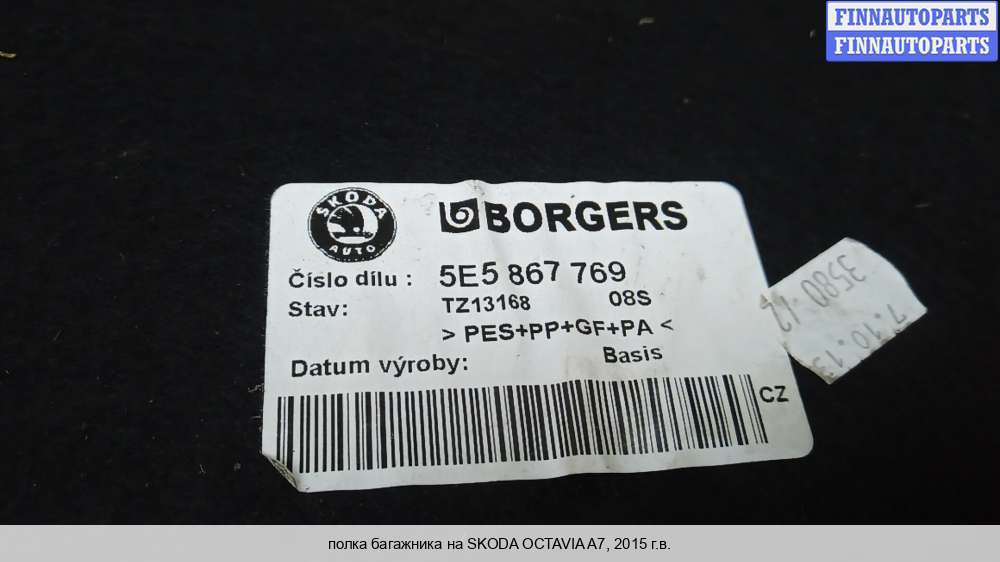 FINNAUTOPARTS
FINNAUTOPARTS
ŠKODA
AUTO
BORGERS
Číslo dílu : 5E5 867 769
Stav: TZ13168 08S
> PES+PP+GF+PA <
Datum výroby: Basis
CZ
3580-12
7.10.13
полка багажника на SKODA OCTAVIA A7, 2015 г.в.